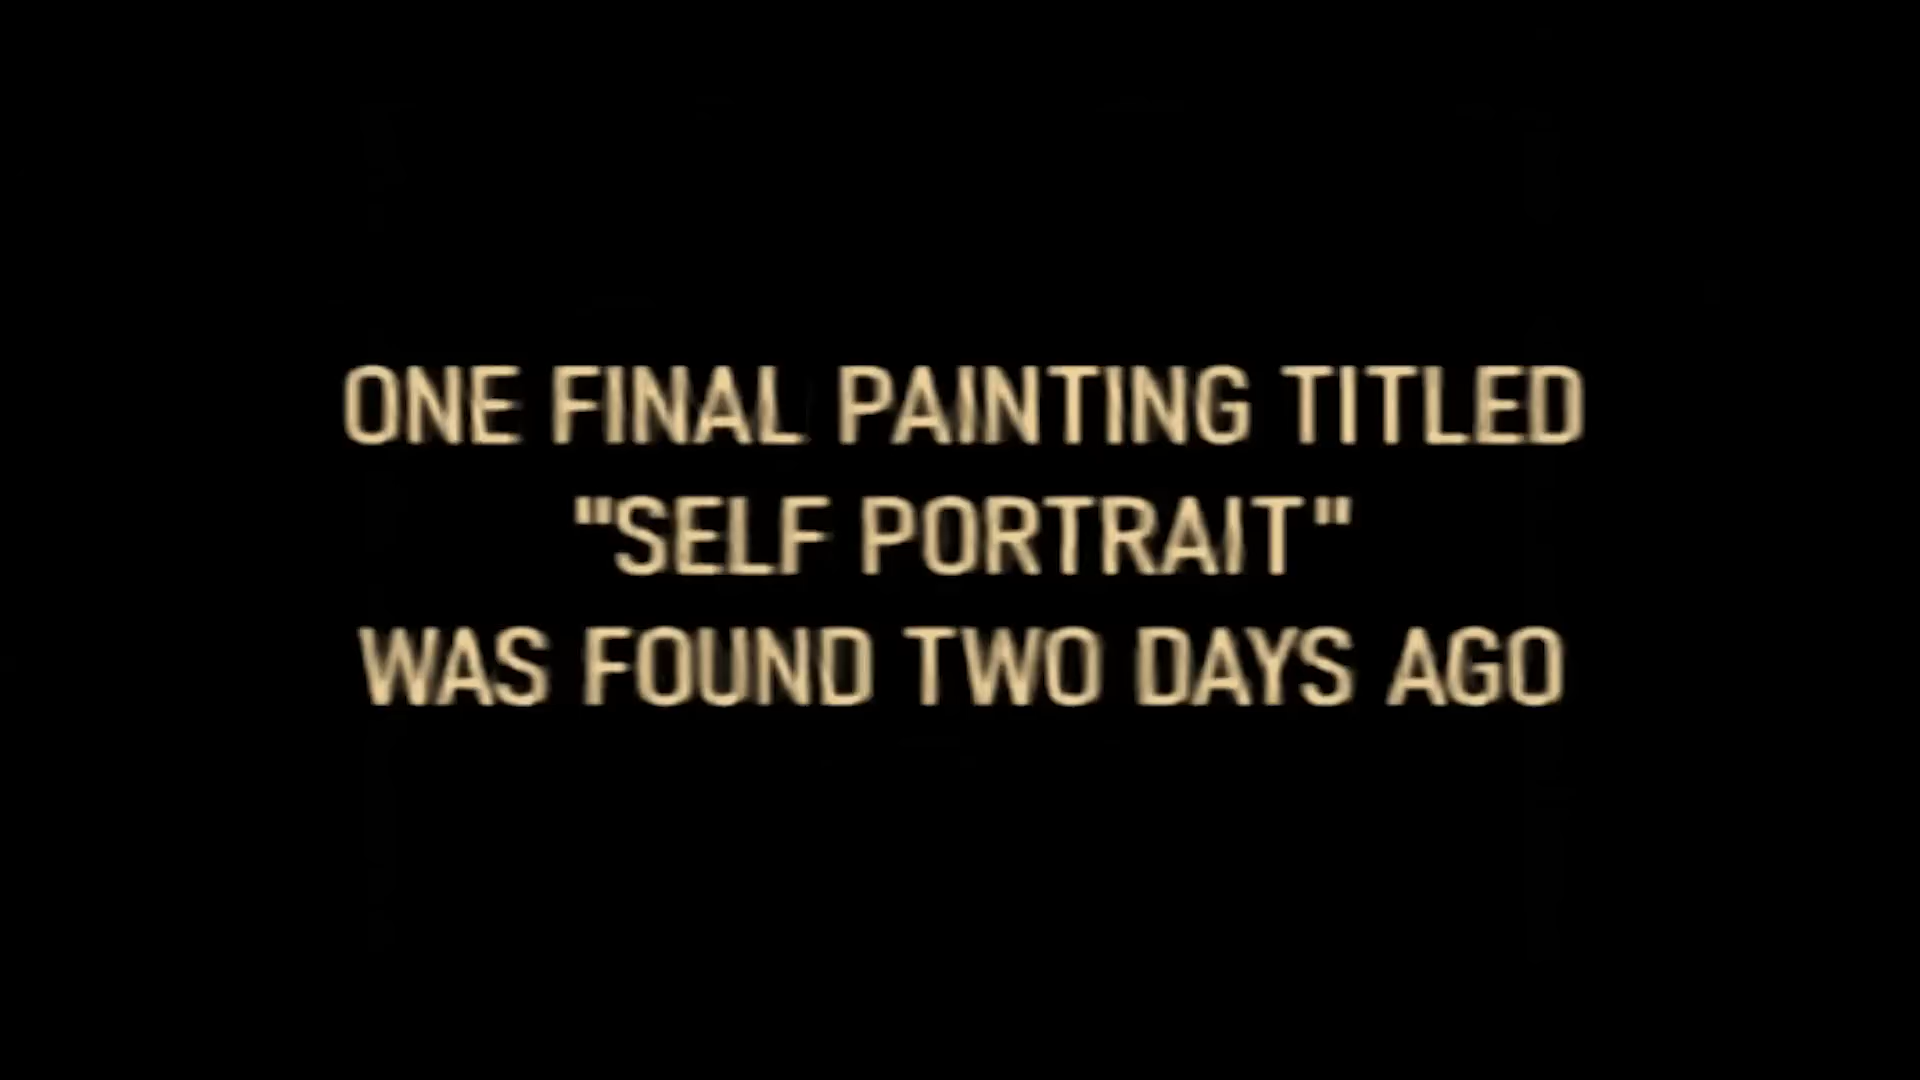 ONE FINAL PAINTING TITLED
"SELF PORTRAIT"
WAS FOUND TWO DAYS AGO